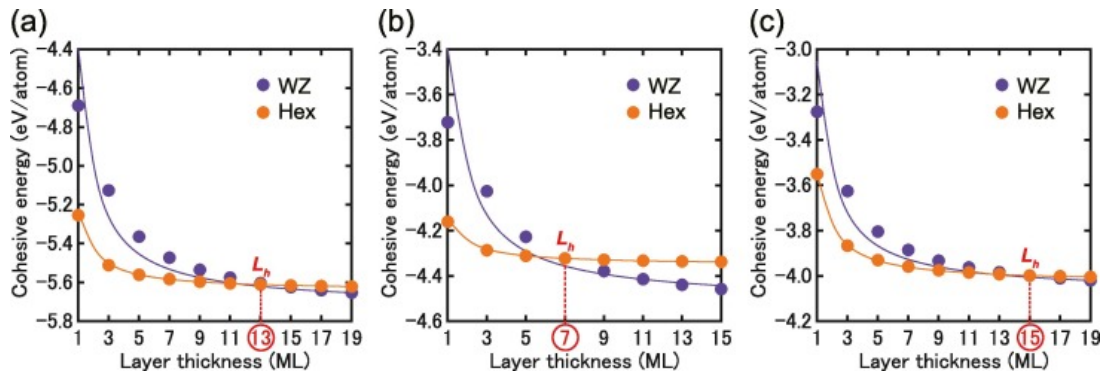 (a)
Cohesive energy (eV/atom)
−4.4
−4.6
−4.8
−5.0
−5.2
−5.4
−5.6
−5.8
WZ
Hex
Lh
1 3 5 7 9 11 13 15 17 19
Layer thickness (ML)
(b)
Cohesive energy (eV/atom)
−3.4
−3.6
−3.8
−4.0
−4.2
−4.4
−4.6
WZ
Hex
Lh
1 3 5 7 9 11 13 15
Layer thickness (ML)
(c)
Cohesive energy (eV/atom)
−3.0
−3.2
−3.4
−3.6
−3.8
−4.0
−4.2
WZ
Hex
Lh
1 3 5 7 9 11 13 15 17 19
Layer thickness (ML)